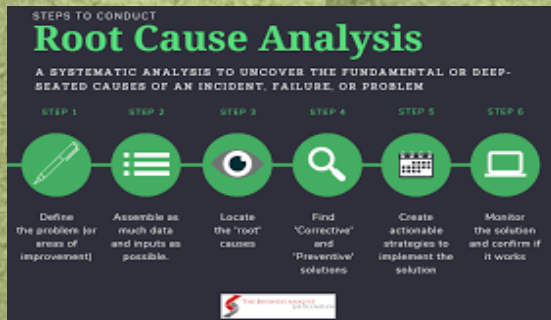 STEPS TO CONDUCT
Root Cause Analysis
A SYSTEMATIC ANALYSIS TO UNCOVER THE FUNDAMENTAL OR DEEP-
SEATED CAUSES OF AN INCIDENT, FAILURE, OR PROBLEM
STEP 1
Define
the problem (or
areas of
improvement)
STEP 2
Assemble as
much data
and inputs as
possible.
STEP 3
Locate
the "root"
causes
STEP 4
Find
'Corrective'
and
'Preventive'
solutions
STEP 5
Create
actionable
strategies to
implement the
solution
STEP 6
Monitor
the solution
and confirm if
it works
THE BUSINESS ANALYST